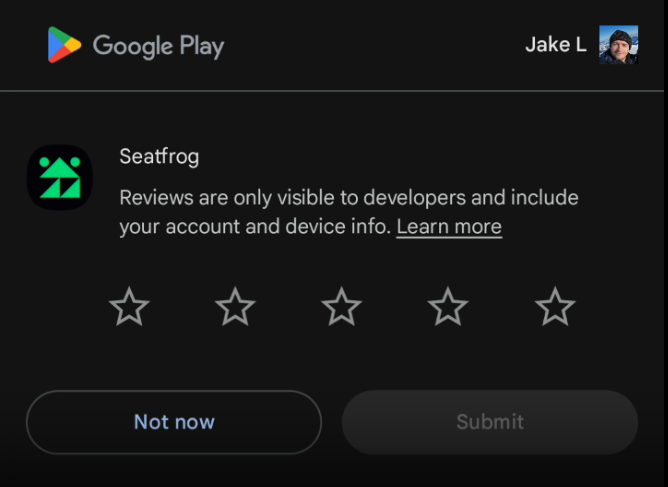 Google Play
Jake L
Seatfrog
Reviews are only visible to developers and include
your account and device info. Learn more
Not now
Submit